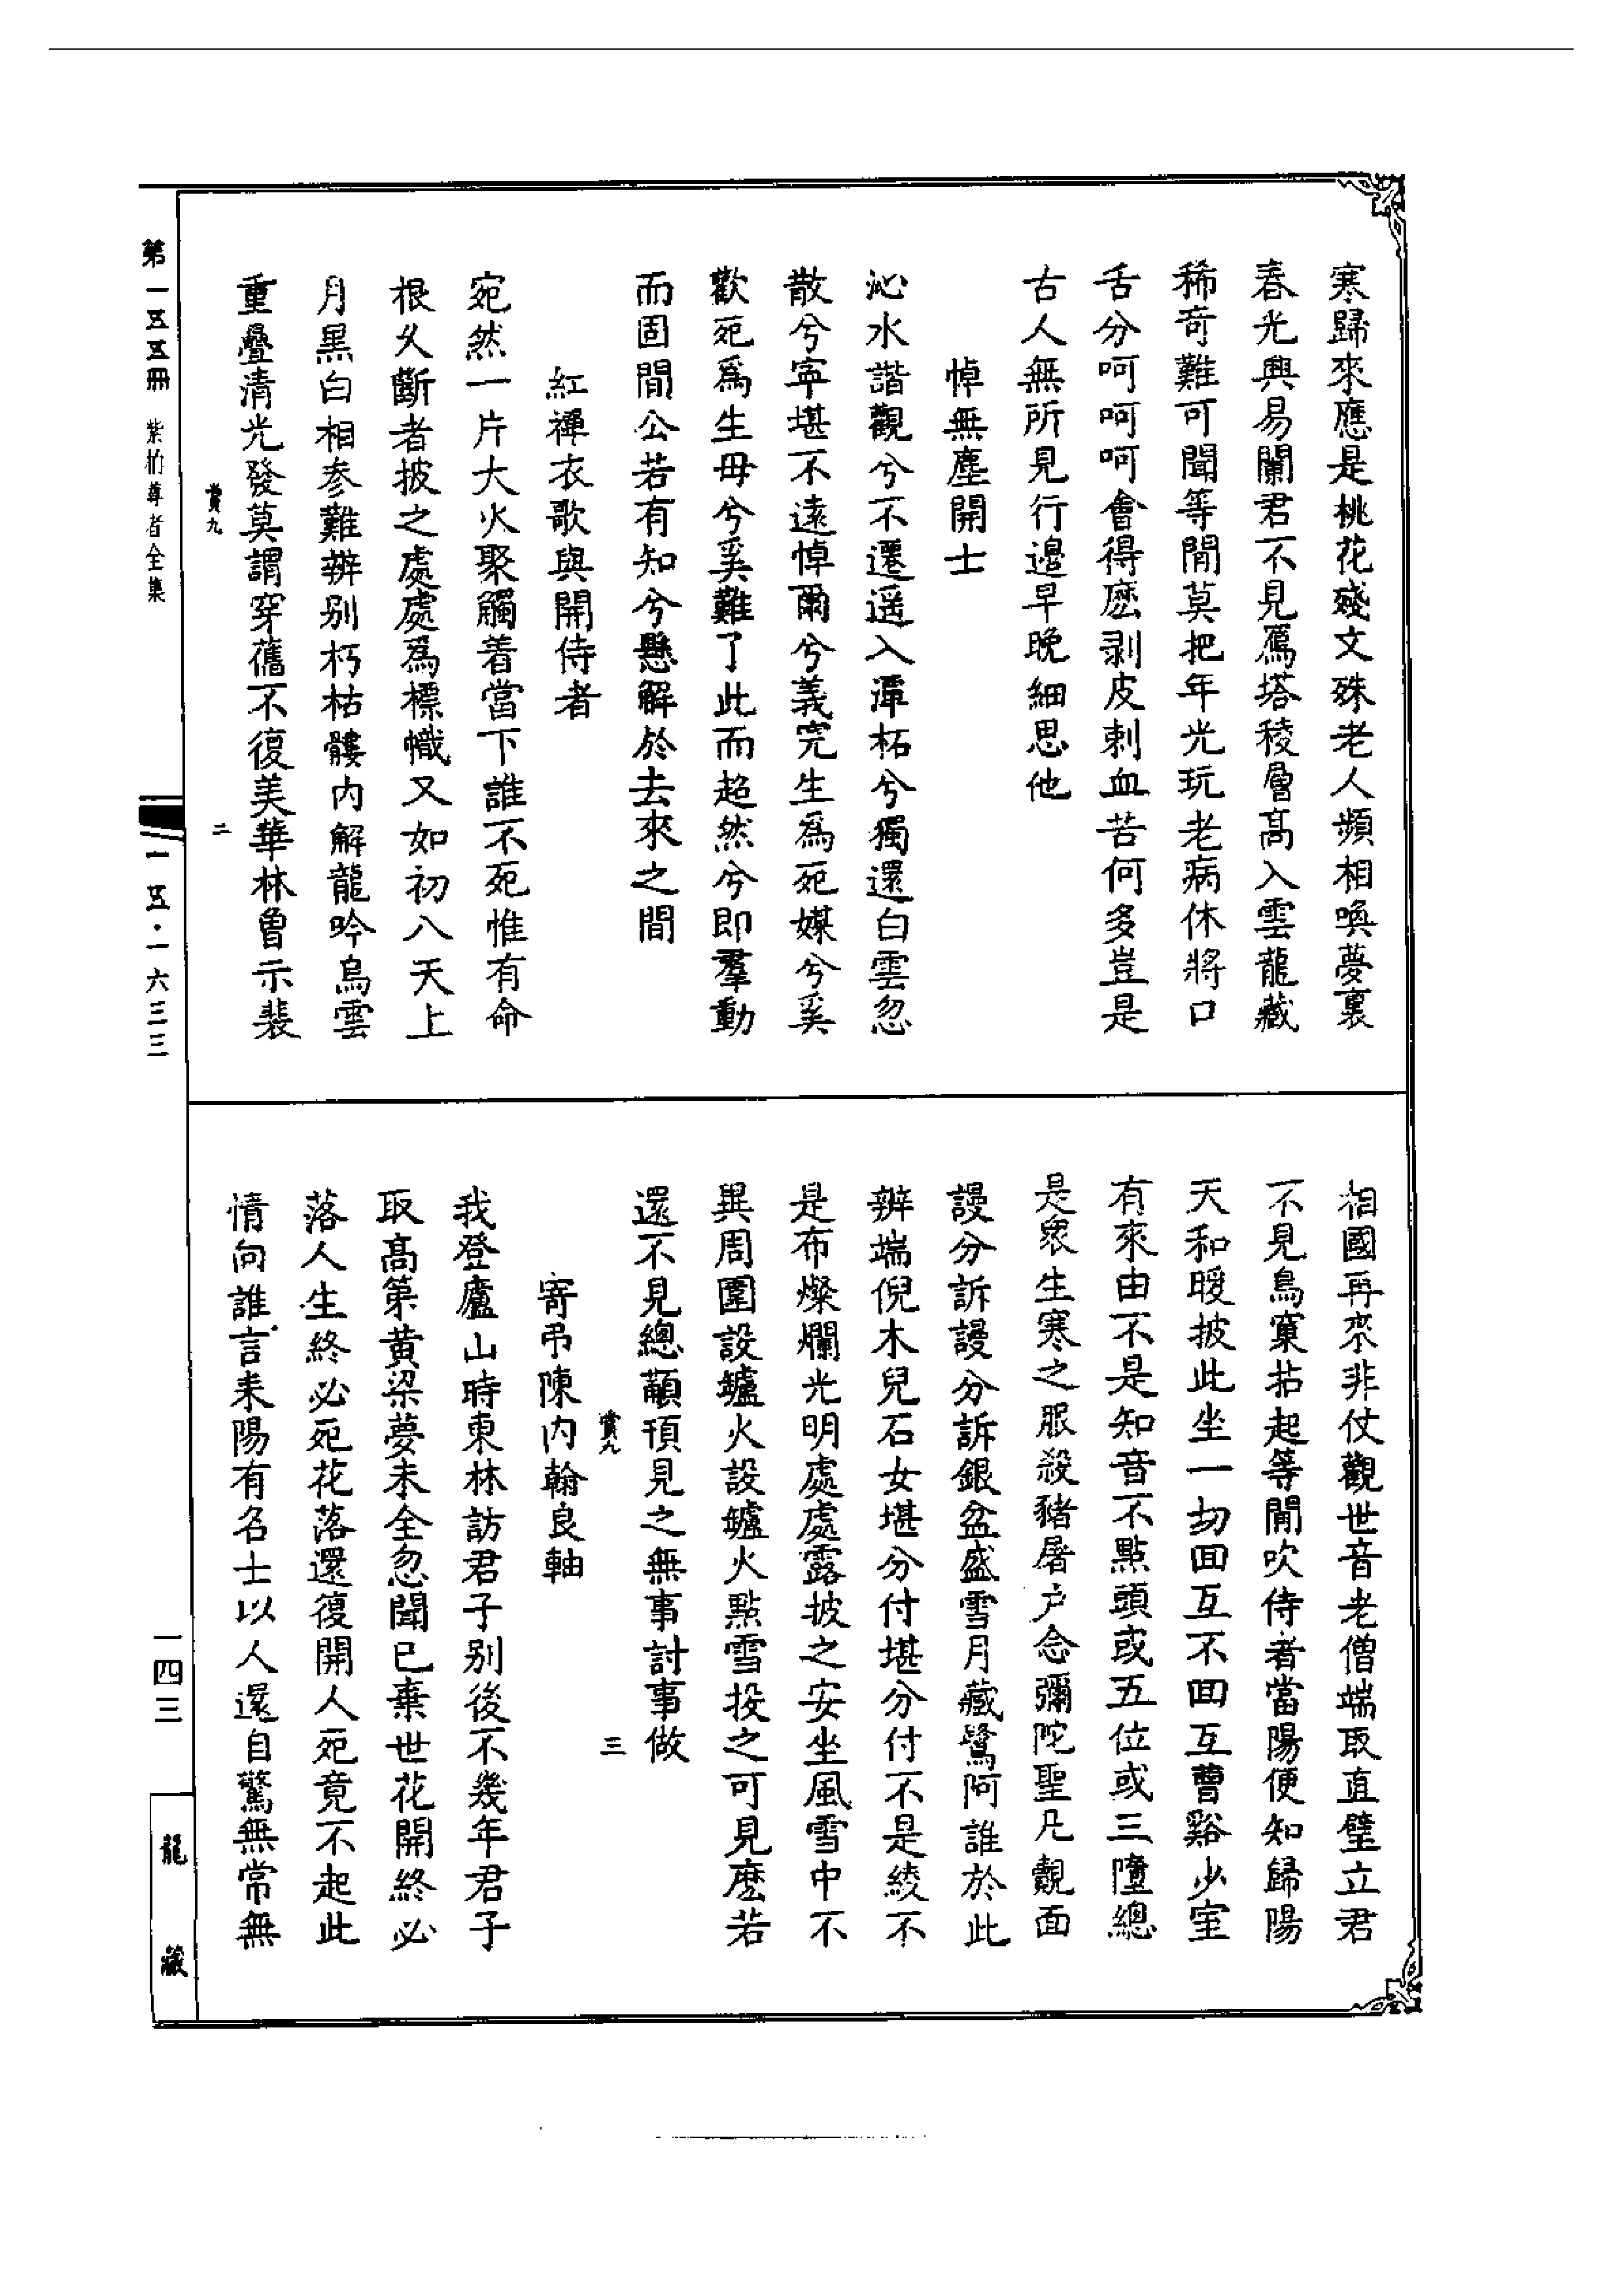 寒歸來應是桃花殘文殊老人頻相喚夢裏
春光興易闌君不見鴈塔稜層高入雲龍藏
稀奇難可聞等閒莫把年光玩老病休將口
舌分呵呵呵會得麼剥皮刺血苦何多豈是
古人無所見行邊早晚細思他
悼無塵開士
沁水諧觀兮不遷遥入潭柘兮獨還白雲忽
散兮寧堪不遠悼爾兮義完生爲死媒兮奚
歡死爲生毋兮奚難了此而超然兮即羣動
而固閒公若有知兮懸解於去來之間
紅禪衣歌與開侍者
宛然一片大火聚觸着當下誰不死惟有命
根乆斷者披之處處爲標幟又如初八天上
月黑白相参難辨别朽枯髏内解龍吟烏雲
重疊清光發莫謂穿舊不復美華林曾示裴
賞九
二
相國再來非仗觀世音老僧端取直壁立君
不見鳥窠拈起等閒吹侍者當陽便知歸陽
天和暖披此坐一切回互不回互曹谿少室
有來由不是知音不點頭或五位或三墮總
是衆生寒之服殺豬屠户念彌陀聖凡覿面
謾分訴謾分訴銀盆盛雪月藏鷺阿誰於此
辨端倪木兒石女堪分付堪分付不是綾不
是布燦爛光明處處露披之安坐風雪中不
異周圍設鑪火設鑪火點雪投之可見麽若
還不見總顢頇見之無事討事做
賞九
三
寄弔陳内翰良軸
我登廬山時東林訪君子别後不幾年君子
取高第黄粱夢未全忽聞已棄世花開終必
落人生終必死花落還復開人死竟不起此
情向誰言耒陽有名士以人還自驚無常無
第一五五冊
紫柏尊者全集
一五·一六三三
一四三
龍藏